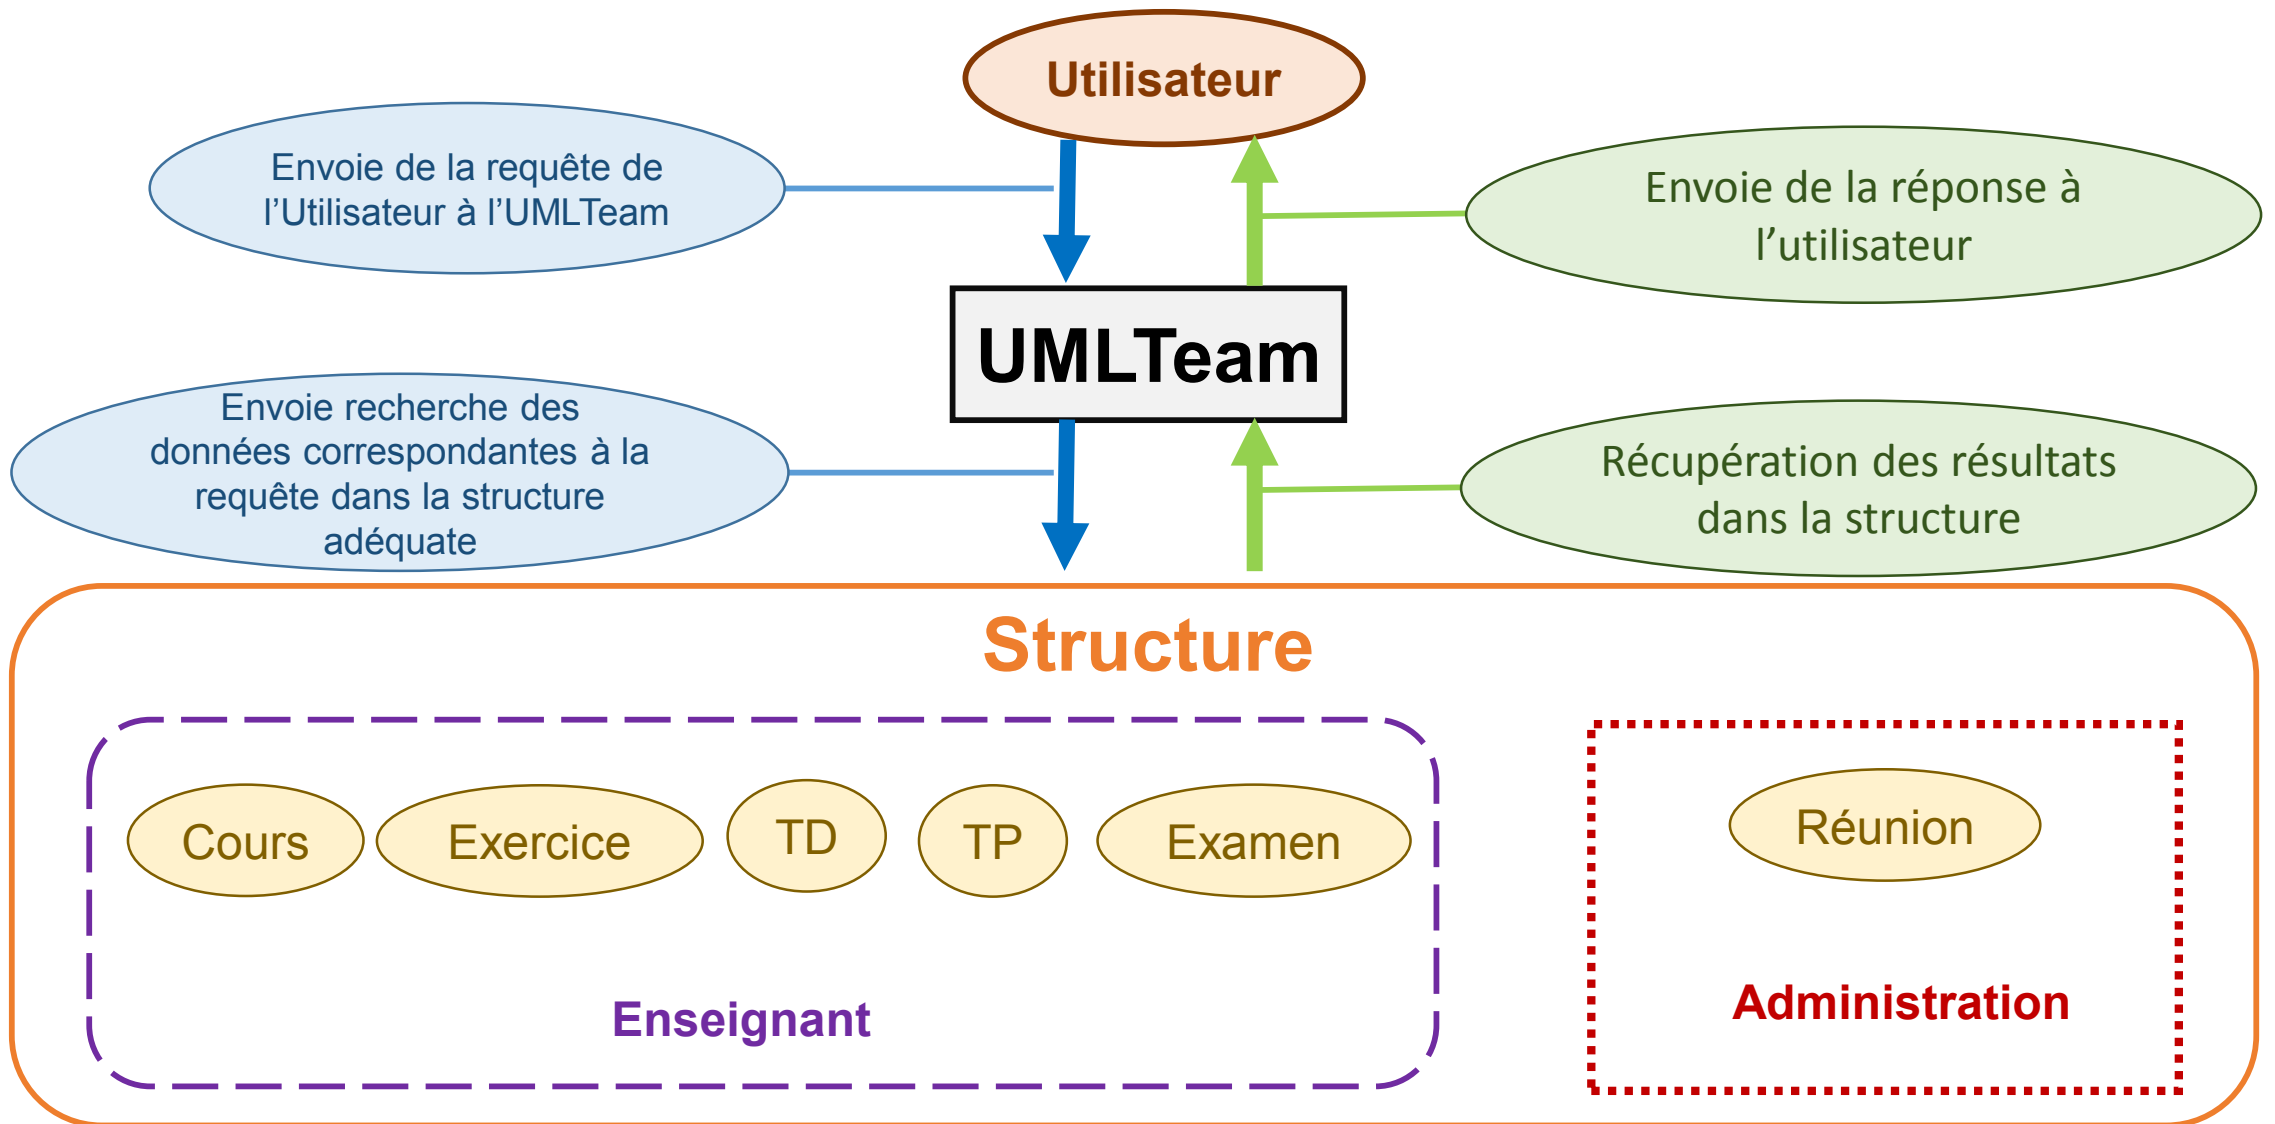 Utilisateur
Envoie de la requête de
l’Utilisateur à l’UMLTeam
Envoie de la réponse à
l’utilisateur
UMLTeam
Envoie recherche des
données correspondantes à la
requête dans la structure
adéquate
Récupération des résultats
dans la structure
Structure
Cours
Exercice
TD
TP
Examen
Réunion
Enseignant
Administration